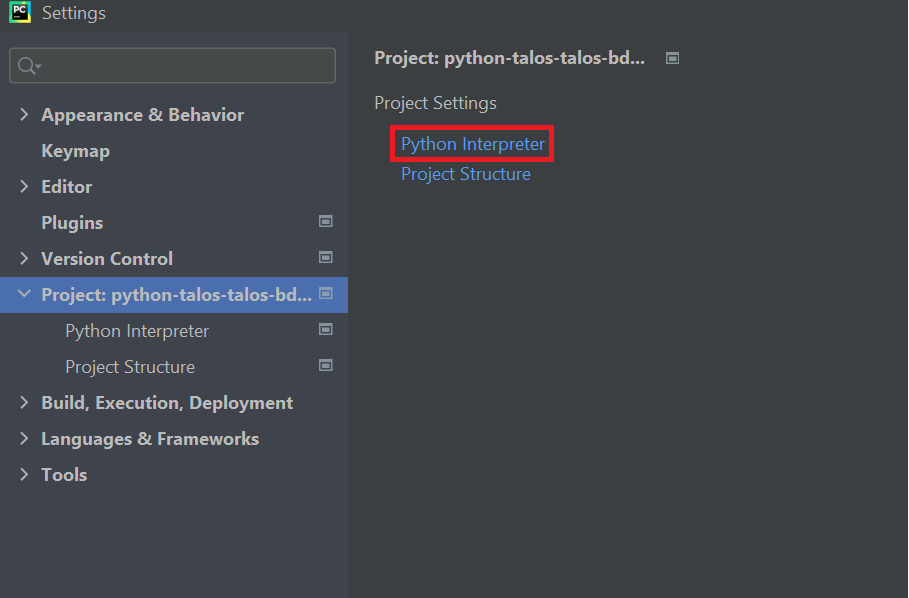 PC
Settings
Appearance & Behavior
Keymap
Editor
Plugins
Version Control
Project: python-talos-talos-bd...
Python Interpreter
Project Structure
Build, Execution, Deployment
Languages & Frameworks
Tools
Project: python-talos-talos-bd...
Project Settings
Python Interpreter
Project Structure